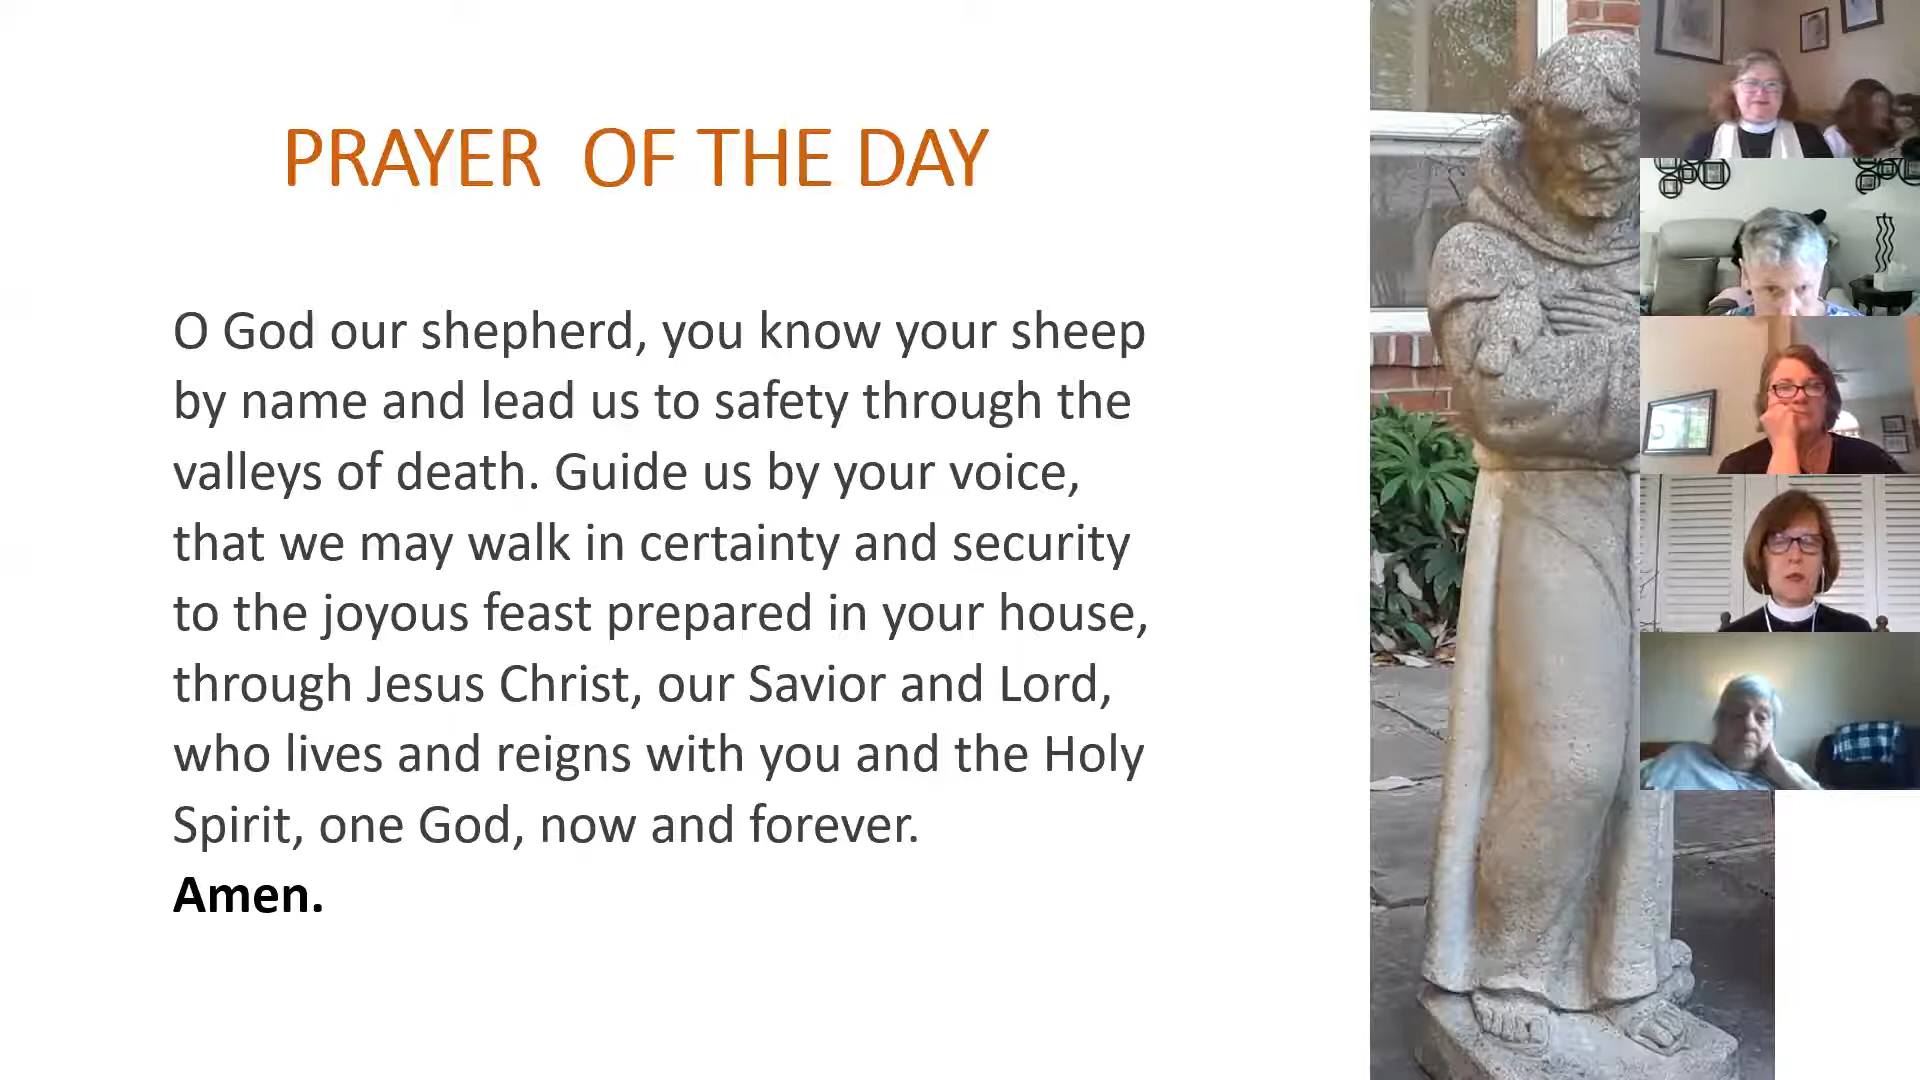 PRAYER OF THE DAY
O God our shepherd, you know your sheep
by name and lead us to safety through the
valleys of death. Guide us by your voice,
that we may walk in certainty and security
to the joyous feast prepared in your house,
through Jesus Christ, our Savior and Lord,
who lives and reigns with you and the Holy
Spirit, one God, now and forever.
Amen.